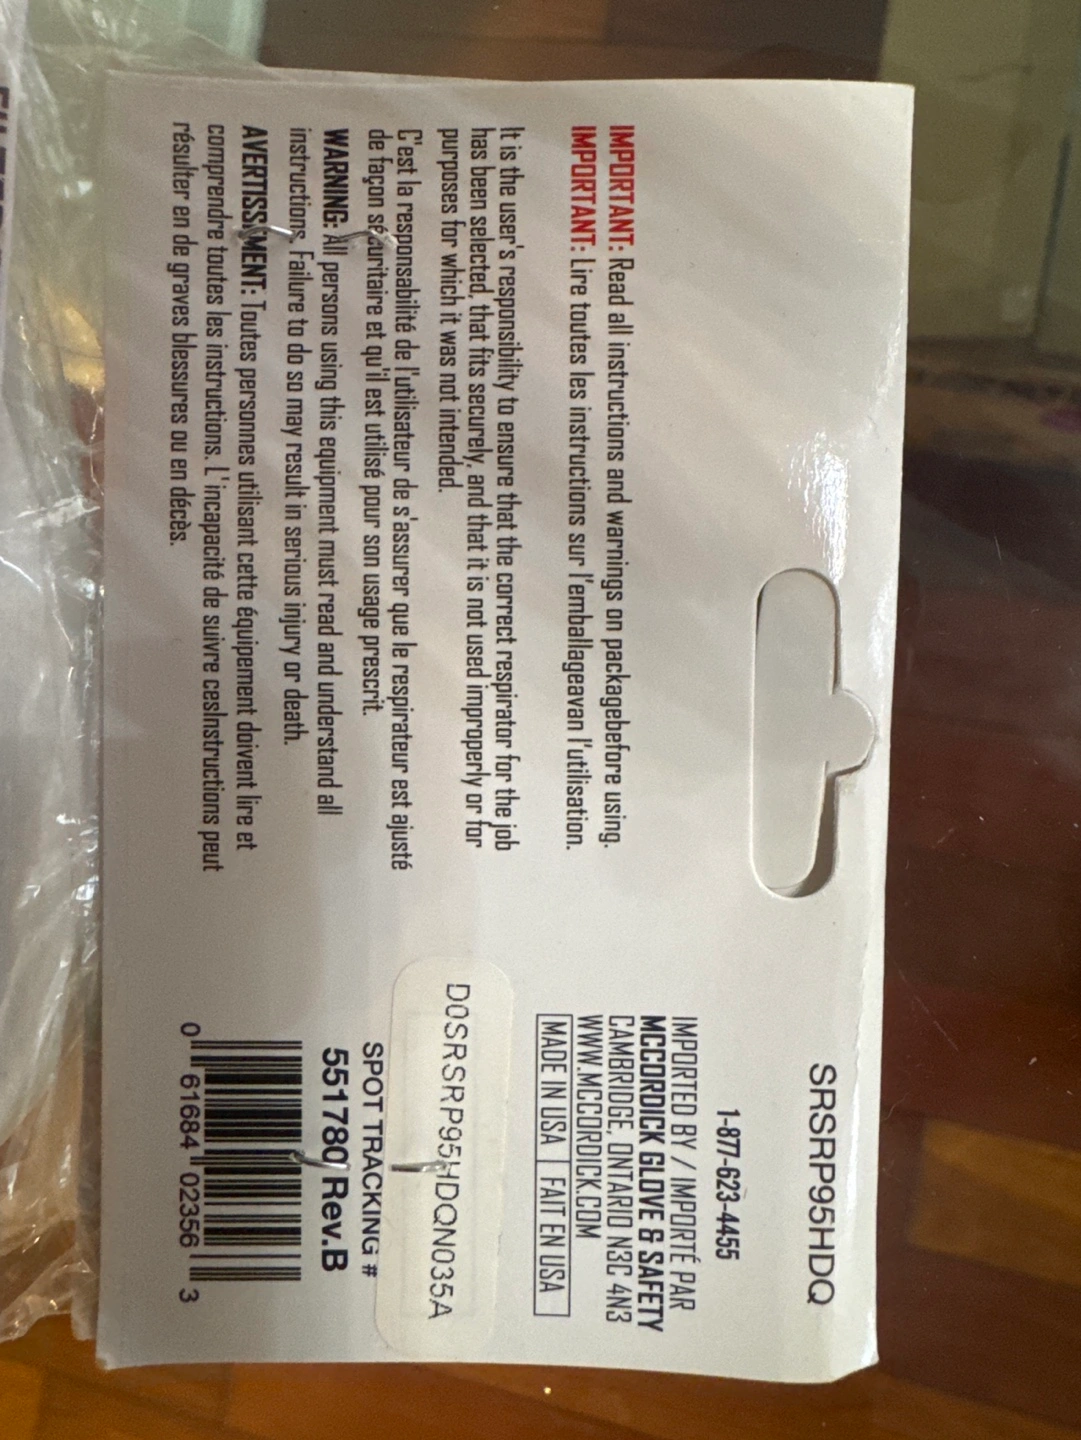 SRSRP95HDQ
1-877-623-4455
IMPORTED BY / IMPORTÉ PAR
MCCORDICK GLOVE & SAFETY
CAMBRIDGE, ONTARIO N3C 4N3
WWW.MCCORDICK.COM
MADE IN USA | FAIT EN USA
IMPORTANT: Read all instructions and warnings on packagebefore using.
IMPORTANT: Lire toutes les instructions sur l'emballageavan l'utilisation.
It is the user's responsibility to ensure that the correct respirator for the job
has been selected, that fits securely, and that it is not used improperly or for
purposes for which it was not intended.
C'est la responsabilité de l'utilisateur de s'assurer que le respirateur est ajusté
de façon sécuritaire et qu'il est utilisé pour son usage prescrit.
WARNING: All persons using this equipment must read and understand all
instructions. Failure to do so may result in serious injury or death.
AVERTISSMENT: Toutes personnes utilisant cette équipement doivent lire et
comprendre toutes les instructions. L'incapacité de suivre cesInstructions peut
résulter en de graves blessures ou en décès.
D0SRSRP95HDQN035A
SPOT TRACKING #
551780 Rev.B
0 61684 02356 3